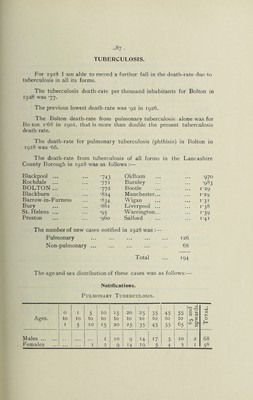 87.
TUBERCULOSIS.
For 1928 I am able to record a further fall in the death-rate due to
tuberculosis in all its forms.
The tuberculosis death-rate per thousand inhabitants for Bolton in
1928 was ·77.
The previous lowest death-rate was ·92 in 1926.
The Bolton death-rate from pulmonary tuberculosis alone was for
Bolton 1·68 in 1901, that is more than double the present tuberculosis
death-rate.
The death-rate for pulmonary tuberculosis (phthisis) in Bolton in
1928 was ·66.
The death-rate from tuberculosis of all forms in the Lancashire
County Borough in 1928 was as follows :—
Blackpool ... ... ·743 Oldham ... ... ·970
Rochdale ... ... ·771 Burnley ... ... ·983
BOLTON ... ... ·772 Bootle ... ... 1·29
Blackburn ... ... ·814 Manchester... ... 1·29
Barrow-in-Furness ... ·834 Wigan ... ... 1·31
Bury ... ... ·861 Liverpool ... ... 1·38
St. Helens ... ... ·95 Warrington... ... 1·39
Preston ... ... ·960 Salford ... ... 1·41
The number of new cases notified in 1928 was :—
Pulmonary ... ... ... ... ... 126
Non-pulmonary ... ... ... ... ... 68
Total ... 194
The age and sex distribution of these cases was as follows:—
Notifications.
PULMONARY TUBERCULOSIS.
Ages. 0 to 1 1 to 5 5 to 10 10 to 15 15 to 20 20 to 25 25 to 35 35 to 45 45 to 55 55 to 65 65 and upwards Total
Males ... ... ... ... 1 10 9 14 17 5 10 2 68
Females ... 1 2 9 14 19 5 4 1 1 58